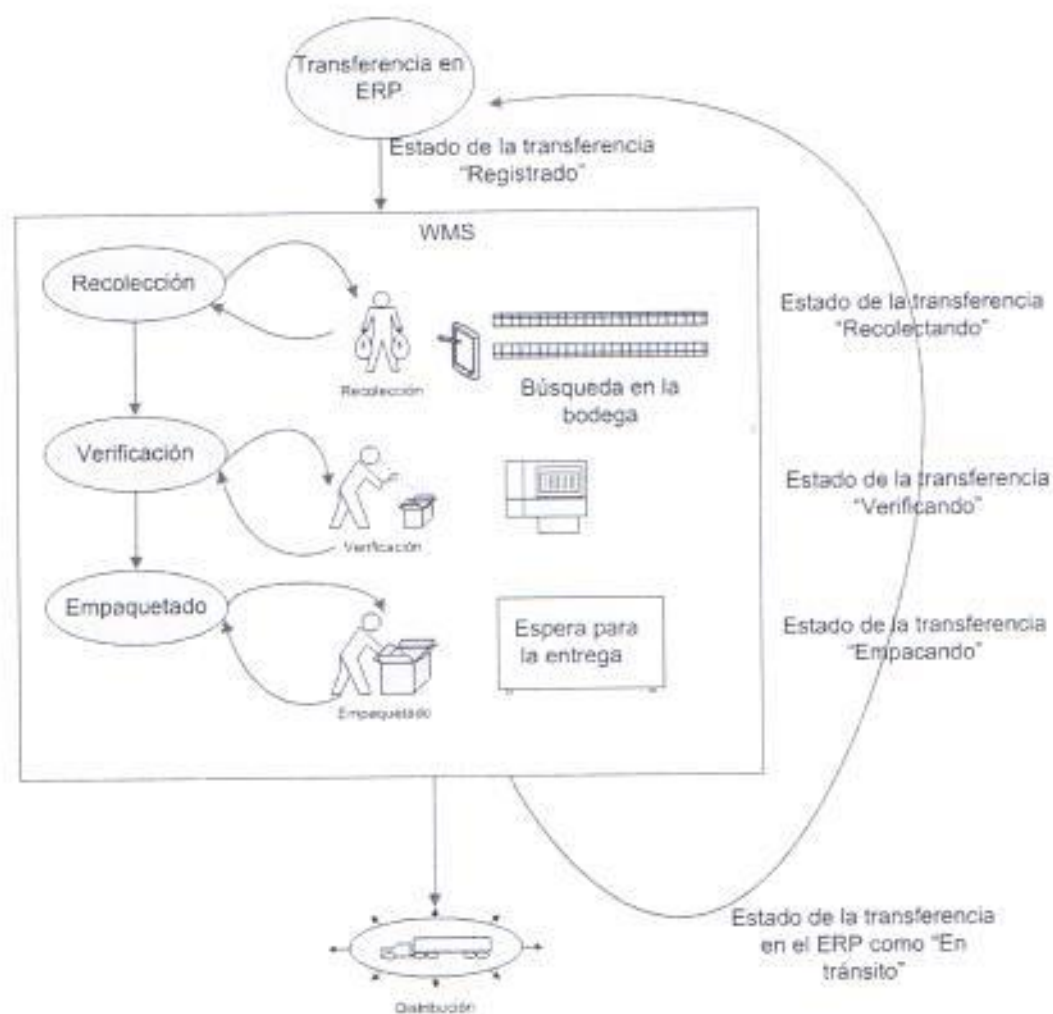 Transferencia en
ERP
Estado de la transferencia
"Registrado"
WMS
Recolección
Recolección
Búsqueda en la
bodega
Estado de la transferencia
"Recolectando"
Verificación
Verificación
Estado de la transferencia
"Verificando"
Empaquetado
Empaquetado
Espera para
la entrega
Estado de la transferencia
"Empacando"
Estado de la transferencia
en el ERP como "En
tránsito"
Distribución